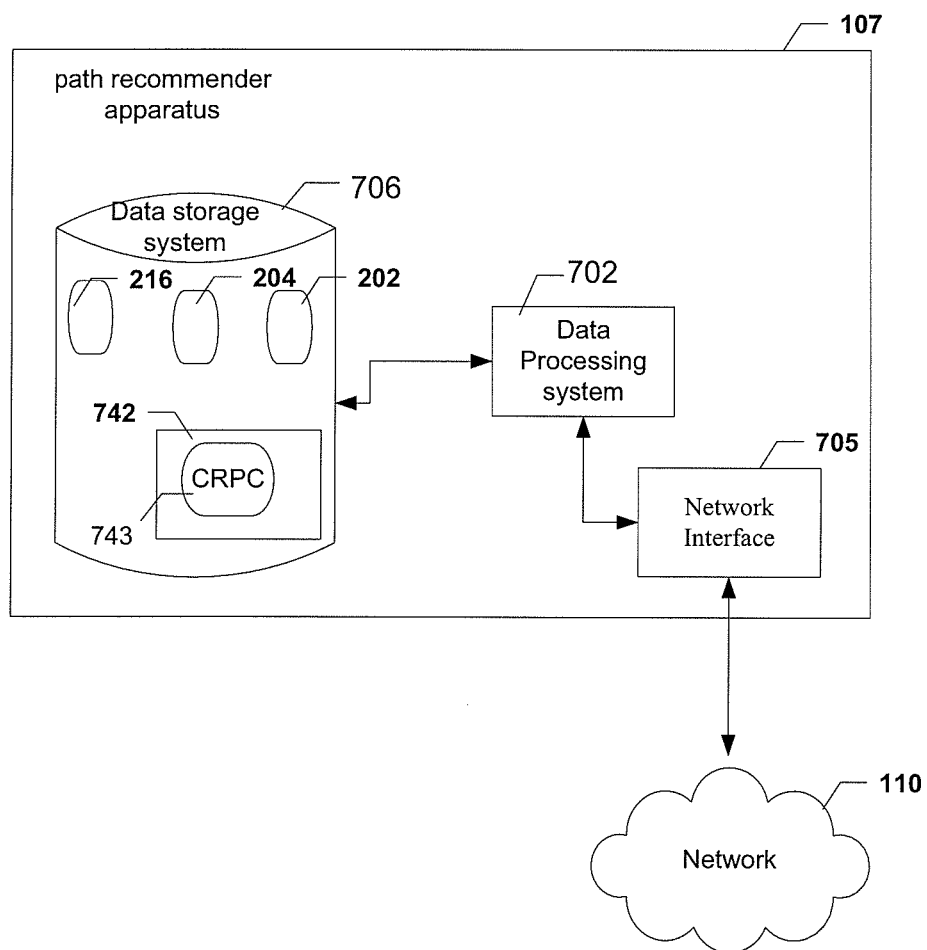 107
path recommender
apparatus
706
Data storage
system
216
204
202
702
Data
Processing
system
742
CRPC
743
705
Network
Interface
110
Network